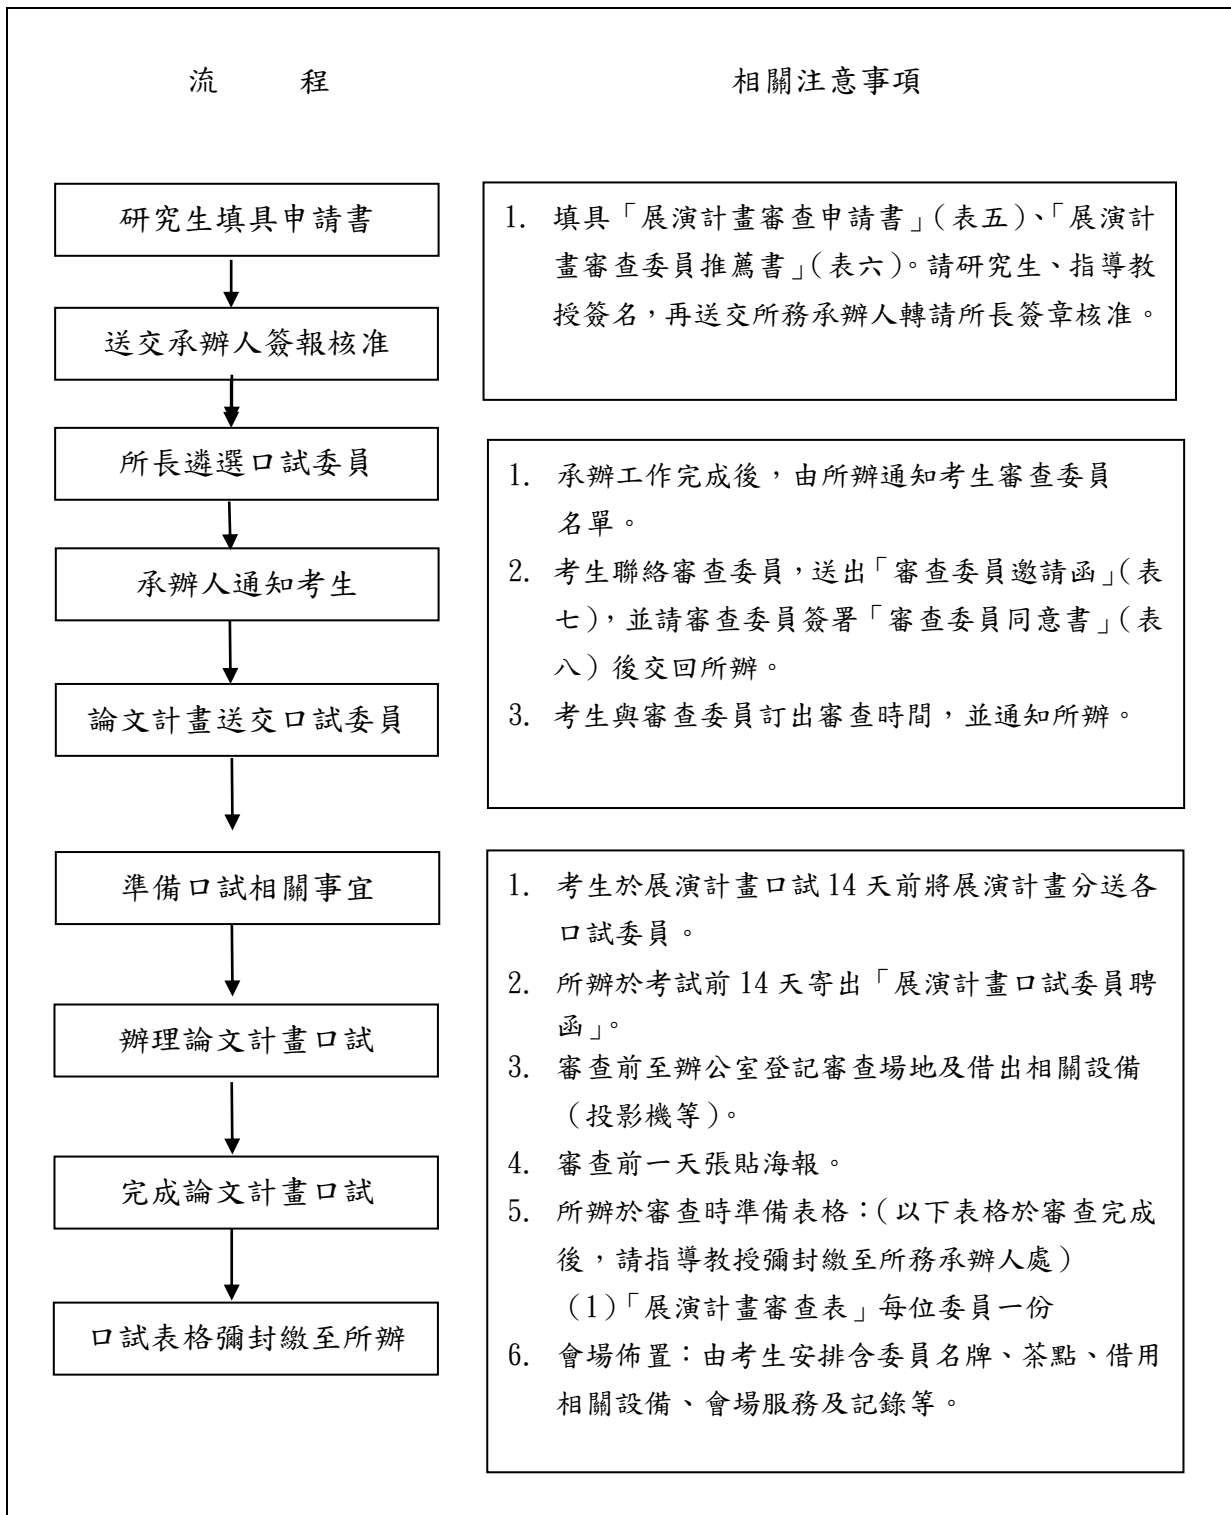 流　　程
相關注意事項
研究生填具申請書
送交承辦人簽報核准
所長遴選口試委員
承辦人通知考生
論文計畫送交口試委員
準備口試相關事宜
辦理論文計畫口試
完成論文計畫口試
口試表格彌封繳至所辦
1. 填具「展演計畫審查申請書」(表五)、「展演計
畫審查委員推薦書」(表六)。請研究生、指導教
授簽名，再送交所務承辦人轉請所長簽章核准。
1. 承辦工作完成後，由所辦通知考生審查委員
名單。
2. 考生聯絡審查委員，送出「審查委員邀請函」(表
七)，並請審查委員簽署「審查委員同意書」(表
八)後交回所辦。
3. 考生與審查委員訂出審查時間，並通知所辦。
1. 考生於展演計畫口試 14 天前將展演計畫分送各
口試委員。
2. 所辦於考試前 14 天寄出「展演計畫口試委員聘
函」。
3. 審查前至辦公室登記審查場地及借出相關設備
(投影機等)。
4. 審查前一天張貼海報。
5. 所辦於審查時準備表格：(以下表格於審查完成
後，請指導教授彌封繳至所務承辦人處)
(1)「展演計畫審查表」每位委員一份
6. 會場佈置：由考生安排含委員名牌、茶點、借用
相關設備、會場服務及記錄等。